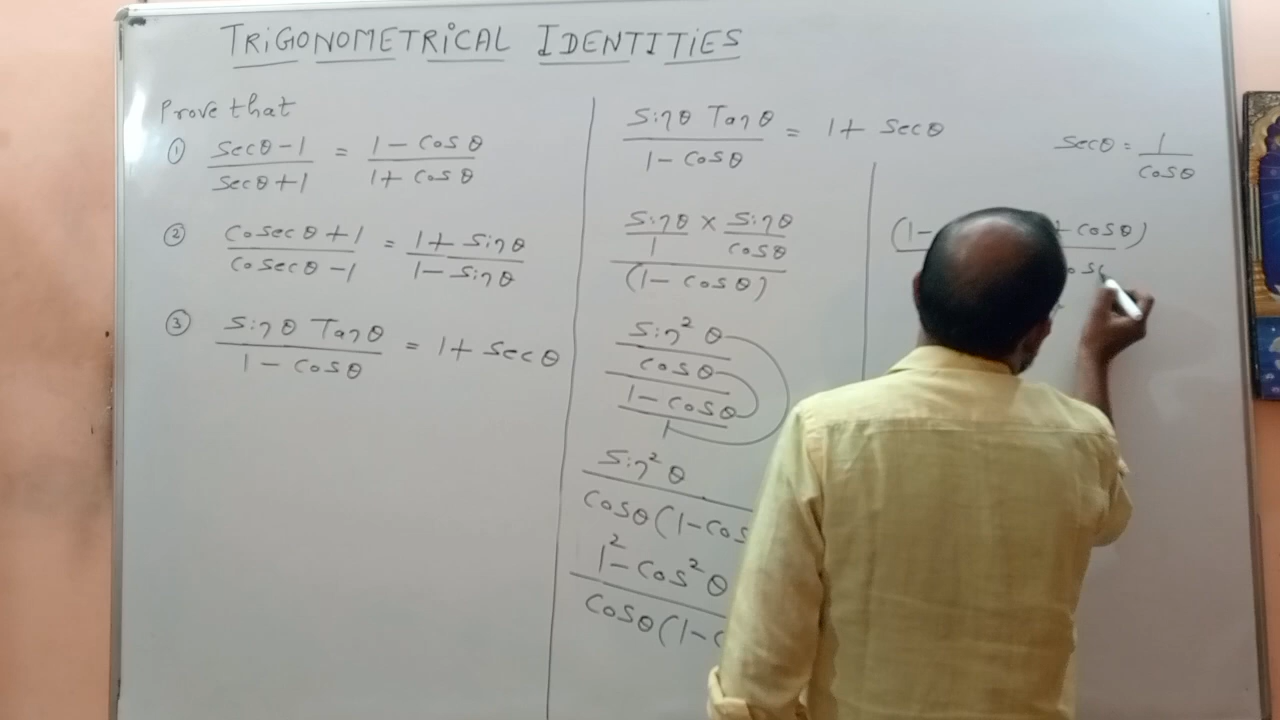 TRIGONOMETRICAL IDENTITIES
Prove that
① secθ-1 / secθ+1 = 1-cosθ / 1+cosθ
② cosecθ+1 / cosecθ-1 = 1+sinθ / 1-sinθ
③ sinθ Tanθ / 1-cosθ = 1+secθ
sinθ Tanθ / 1-cosθ = 1+secθ
sinθ / 1 × sinθ / cosθ
(1-cosθ)
sin²θ
cosθ
1-cosθ
1
sin²θ
cosθ(1-cos
1²-cos²θ
cosθ(1-
secθ = 1 / cosθ
(1- + cosθ)